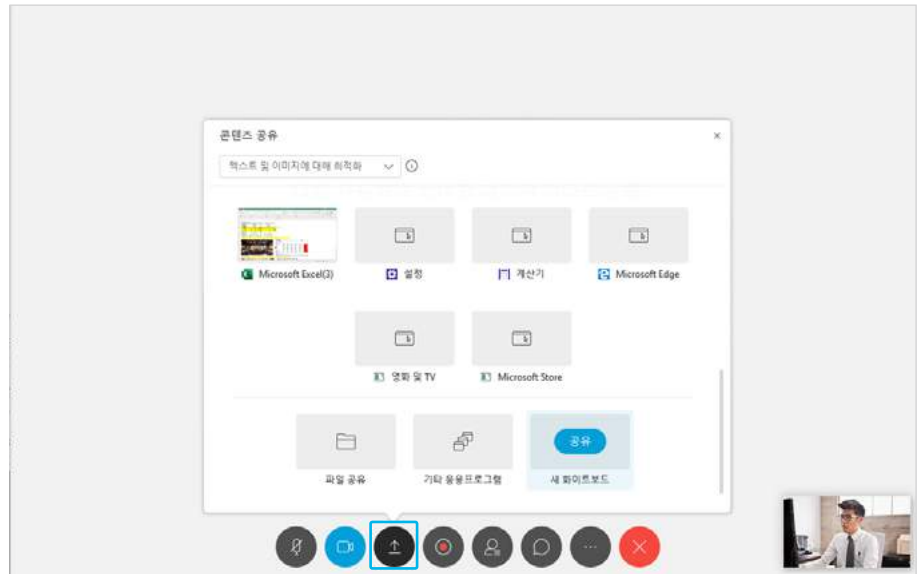 콘텐츠 공유
텍스트 및 이미지에 대해 최적화
Microsoft Excel(3)
설정
계산기
Microsoft Edge
영화 및 TV
Microsoft Store
공유
파일 공유
기타 응용프로그램
새 화이트보드